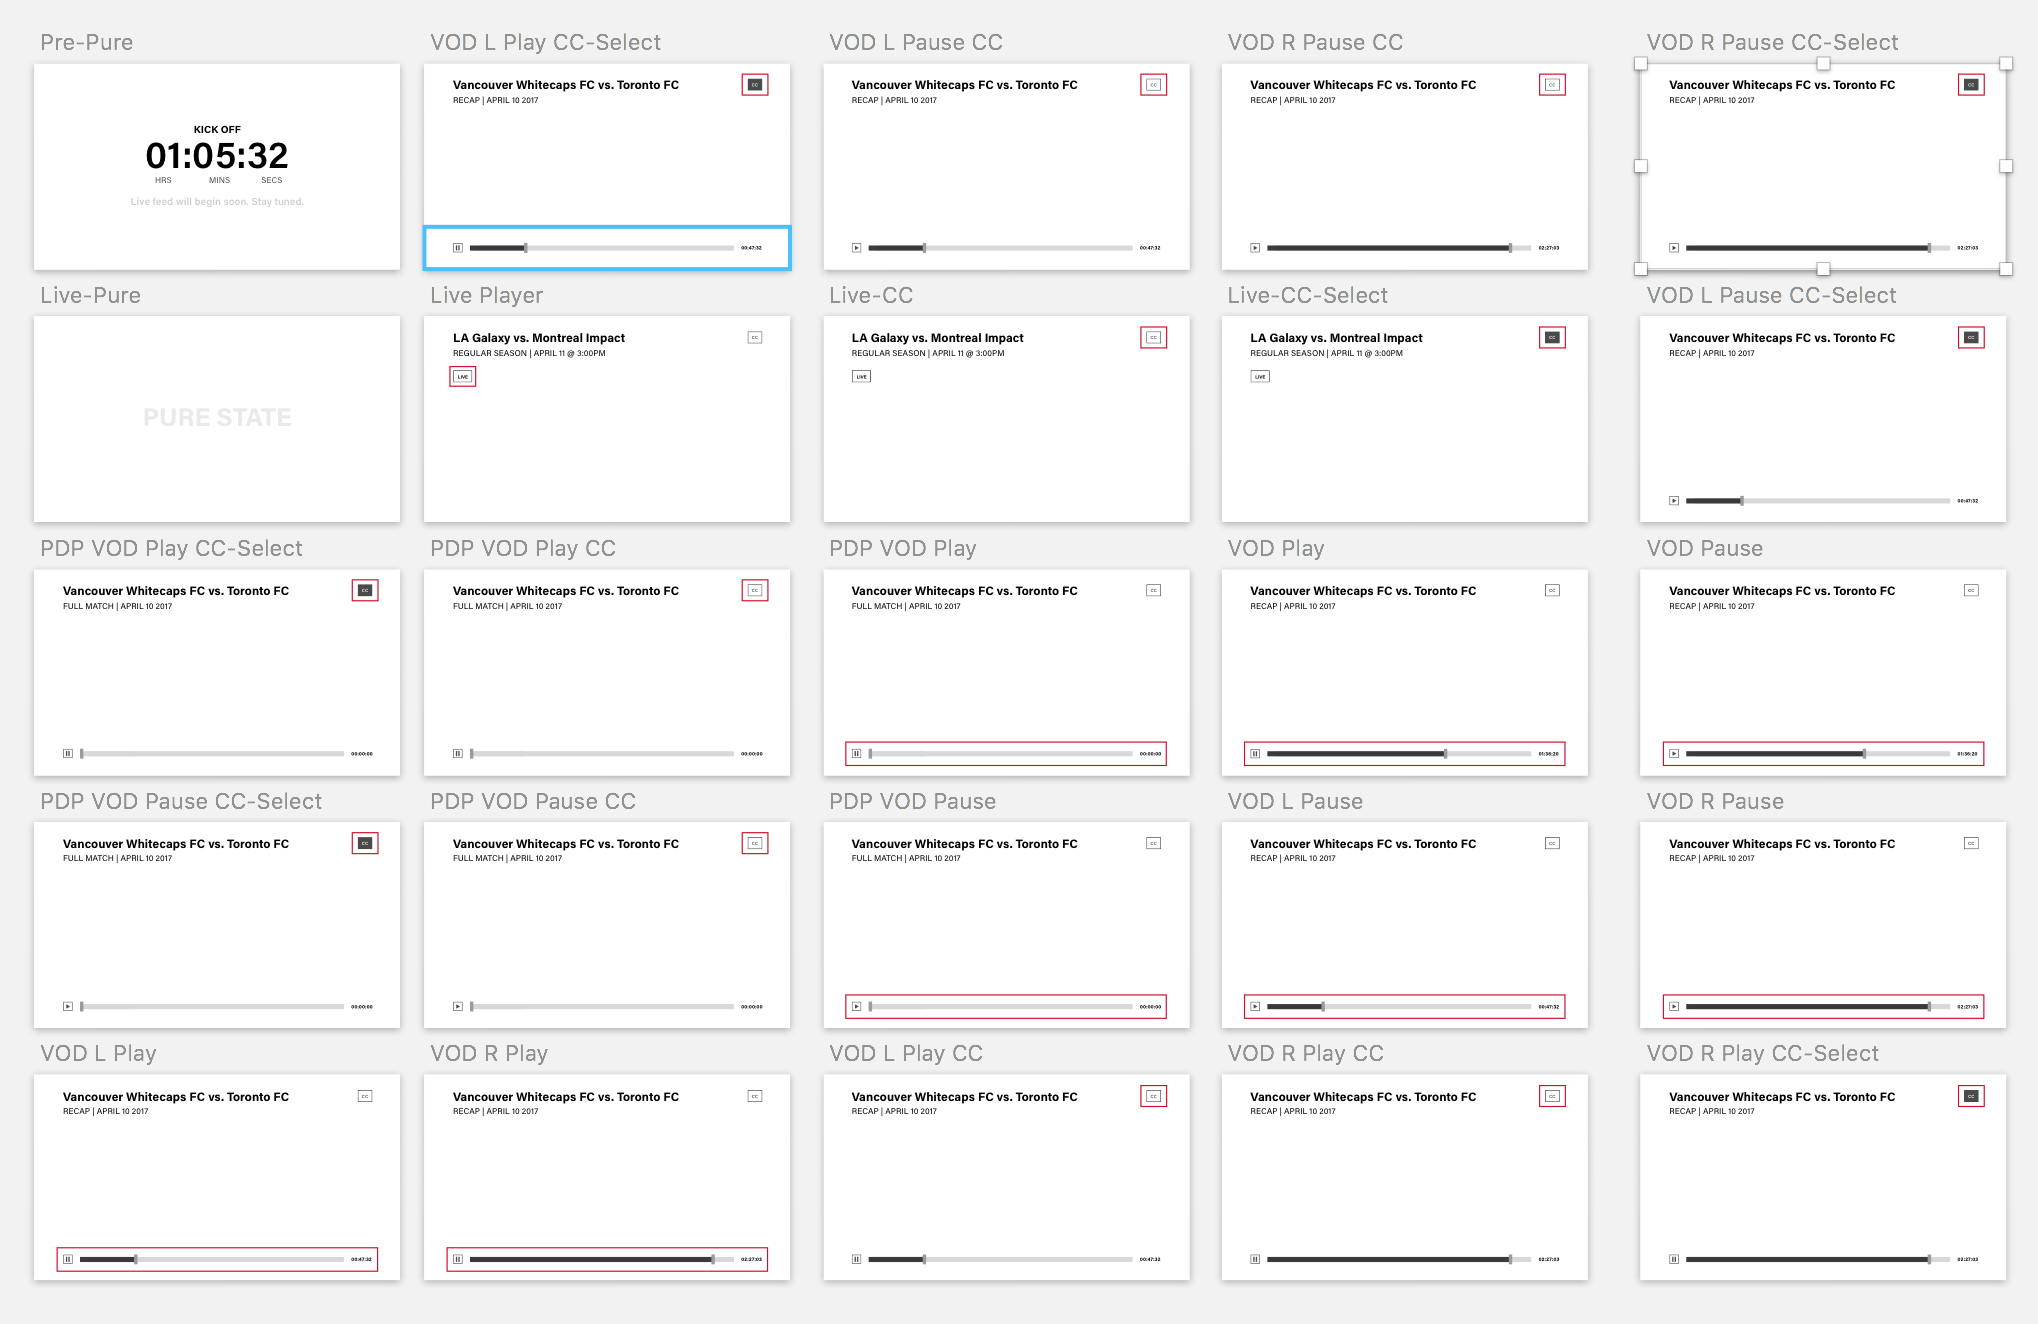 Pre-Pure
KICK OFF
01:05:32
HRS MINS SECS
Live feed will begin soon. Stay tuned.
VOD L Play CC-Select
Vancouver Whitecaps FC vs. Toronto FC
CC
RECAP | APRIL 10 2017
00:47:32
VOD L Pause CC
Vancouver Whitecaps FC vs. Toronto FC
CC
RECAP | APRIL 10 2017
00:47:32
VOD R Pause CC
Vancouver Whitecaps FC vs. Toronto FC
CC
RECAP | APRIL 10 2017
02:27:03
VOD R Pause CC-Select
Vancouver Whitecaps FC vs. Toronto FC
CC
RECAP | APRIL 10 2017
02:27:03
Live-Pure
PURE STATE
Live Player
LA Galaxy vs. Montreal Impact
CC
REGULAR SEASON | APRIL 11 @ 3:00PM
LIVE
Live-CC
LA Galaxy vs. Montreal Impact
CC
REGULAR SEASON | APRIL 11 @ 3:00PM
LIVE
Live-CC-Select
LA Galaxy vs. Montreal Impact
CC
REGULAR SEASON | APRIL 11 @ 3:00PM
LIVE
VOD L Pause CC-Select
Vancouver Whitecaps FC vs. Toronto FC
CC
RECAP | APRIL 10 2017
00:47:32
PDP VOD Play CC-Select
Vancouver Whitecaps FC vs. Toronto FC
CC
FULL MATCH | APRIL 10 2017
00:00:00
PDP VOD Play CC
Vancouver Whitecaps FC vs. Toronto FC
CC
FULL MATCH | APRIL 10 2017
00:00:00
PDP VOD Play
Vancouver Whitecaps FC vs. Toronto FC
CC
FULL MATCH | APRIL 10 2017
00:00:00
VOD Play
Vancouver Whitecaps FC vs. Toronto FC
CC
RECAP | APRIL 10 2017
01:36:20
VOD Pause
Vancouver Whitecaps FC vs. Toronto FC
CC
RECAP | APRIL 10 2017
01:36:20
PDP VOD Pause CC-Select
Vancouver Whitecaps FC vs. Toronto FC
CC
FULL MATCH | APRIL 10 2017
00:00:00
PDP VOD Pause CC
Vancouver Whitecaps FC vs. Toronto FC
CC
FULL MATCH | APRIL 10 2017
00:00:00
PDP VOD Pause
Vancouver Whitecaps FC vs. Toronto FC
CC
FULL MATCH | APRIL 10 2017
00:00:00
VOD L Pause
Vancouver Whitecaps FC vs. Toronto FC
CC
RECAP | APRIL 10 2017
00:47:32
VOD R Pause
Vancouver Whitecaps FC vs. Toronto FC
CC
RECAP | APRIL 10 2017
02:27:03
VOD L Play
Vancouver Whitecaps FC vs. Toronto FC
CC
RECAP | APRIL 10 2017
00:47:32
VOD R Play
Vancouver Whitecaps FC vs. Toronto FC
CC
RECAP | APRIL 10 2017
02:27:03
VOD L Play CC
Vancouver Whitecaps FC vs. Toronto FC
CC
RECAP | APRIL 10 2017
00:47:32
VOD R Play CC
Vancouver Whitecaps FC vs. Toronto FC
CC
RECAP | APRIL 10 2017
02:27:03
VOD R Play CC-Select
Vancouver Whitecaps FC vs. Toronto FC
CC
RECAP | APRIL 10 2017
02:27:03